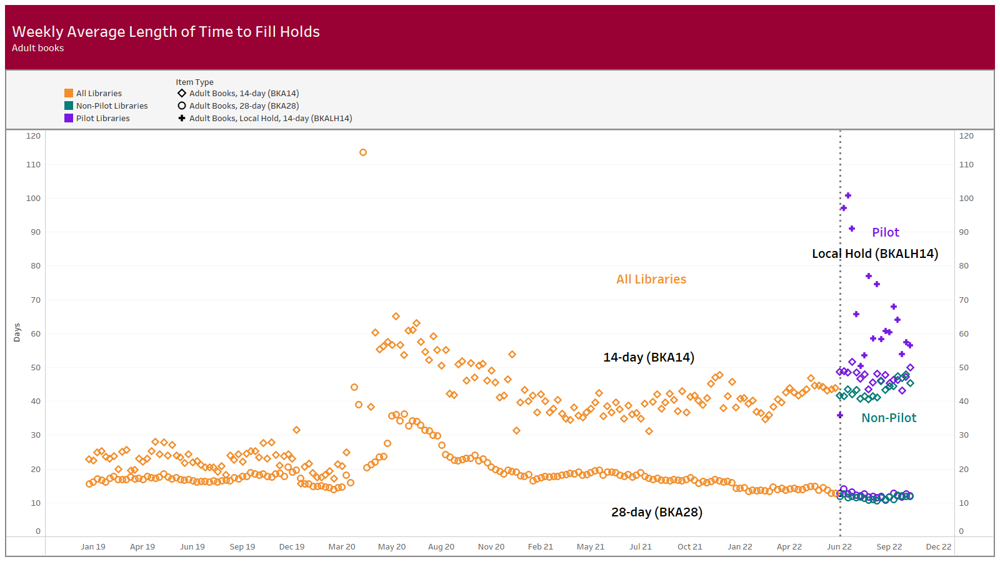 Weekly Average Length of Time to Fill Holds
Adult books
Item Type
All Libraries
Adult Books, 14-day (BKA14)
Non-Pilot Libraries
Adult Books, 28-day (BKA28)
Pilot Libraries
Adult Books, Local Hold, 14-day (BKALH14)
120
120
110
110
100
100
90
Pilot
90
Local Hold (BKALH14)
80
80
All Libraries
70
70
60
60
Days
14-day (BKA14)
50
50
40
40
Non-Pilot
30
30
20
20
10
10
28-day (BKA28)
0
0
Jan 19 Apr 19 Jun 19 Sep 19 Dec 19 Mar 20 May 20 Aug 20 Nov 20 Feb 21 May 21 Jul 21 Oct 21 Jan 22 Apr 22 Jun 22 Sep 22 Dec 22